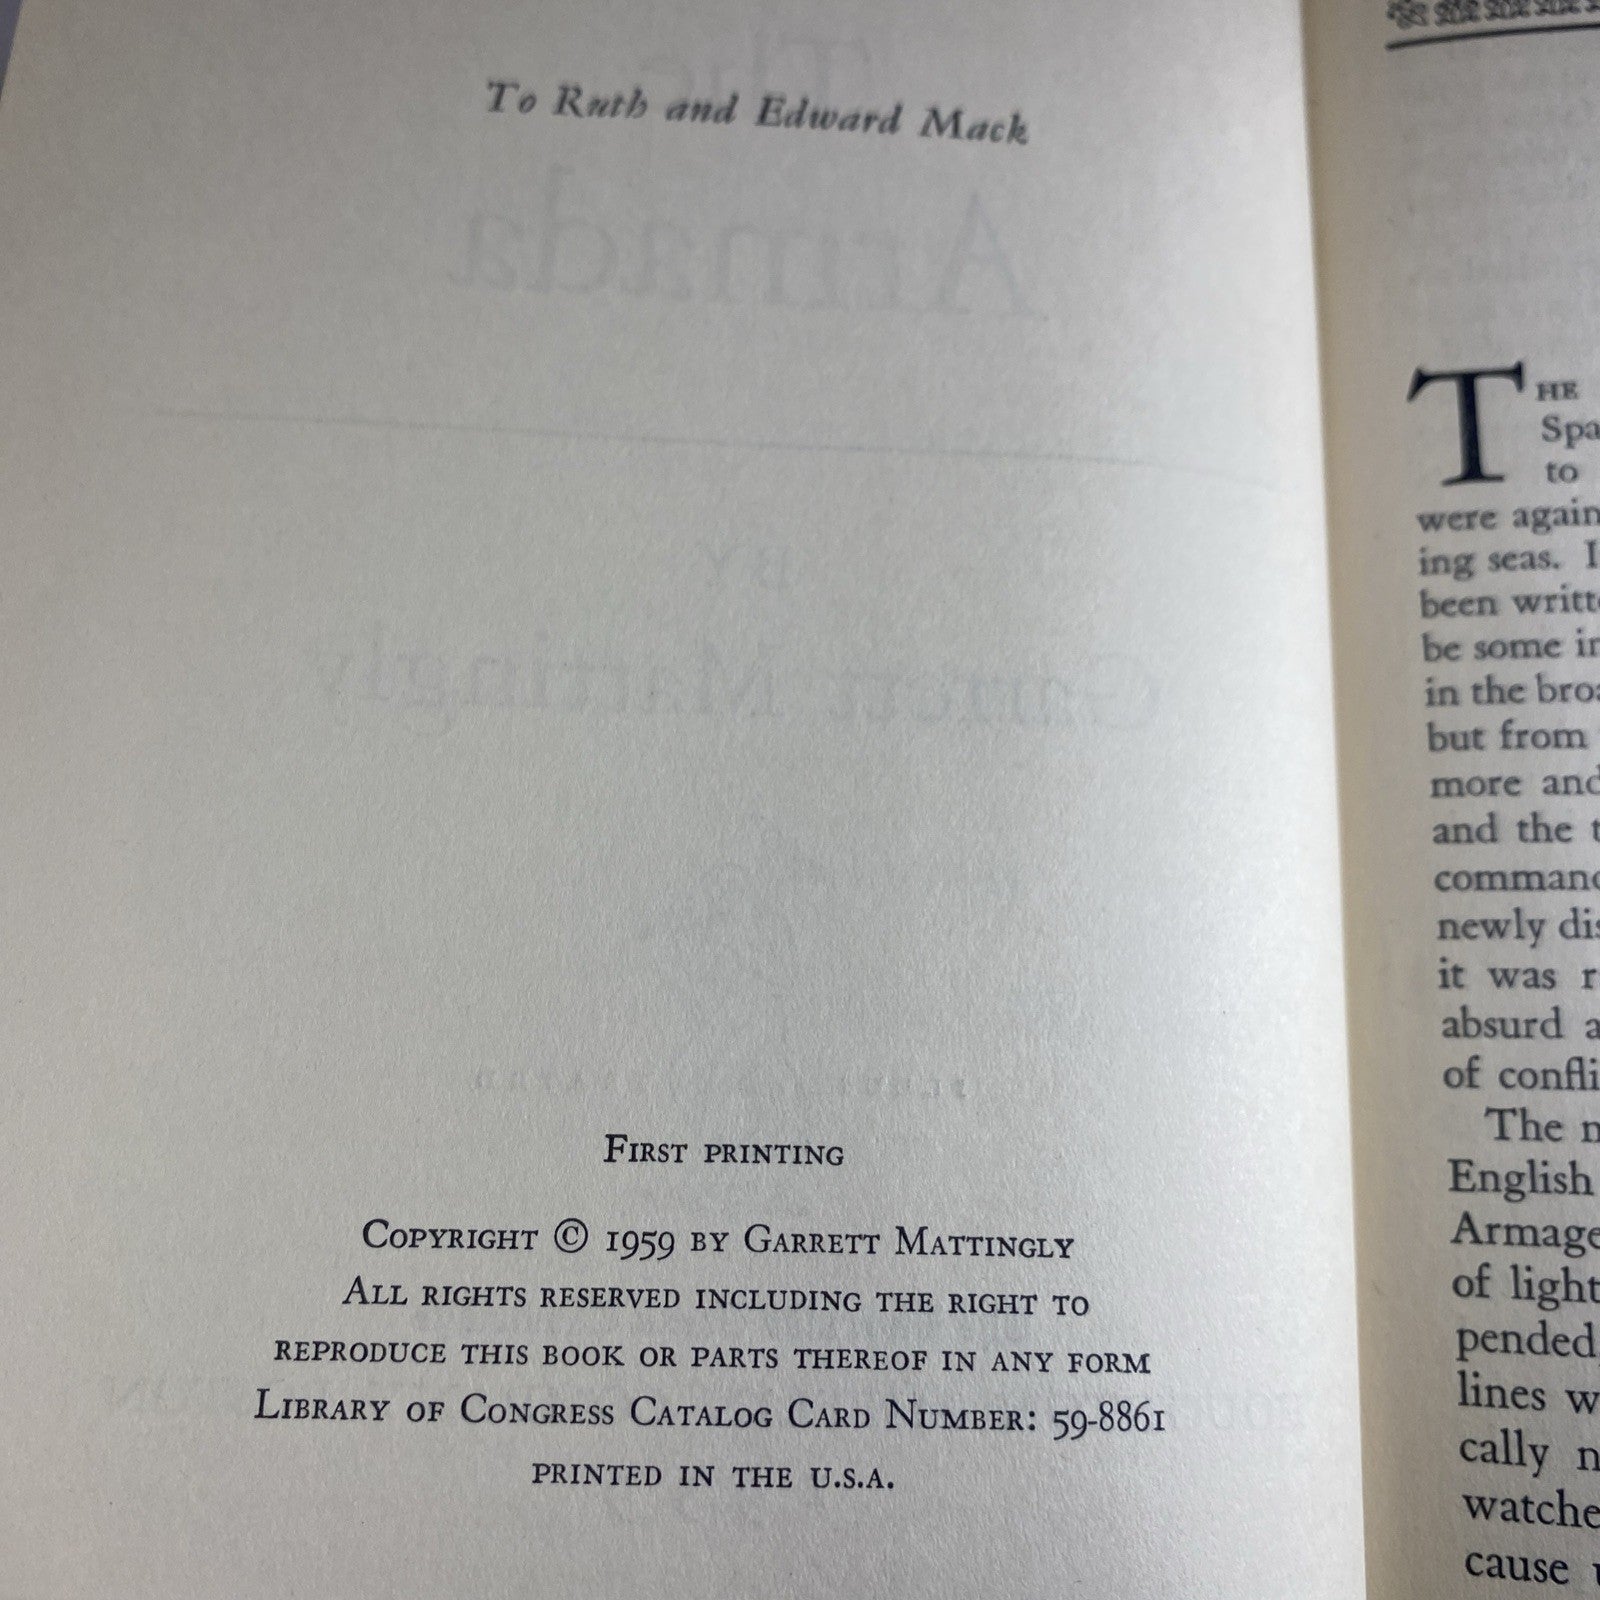 To Ruth and Edward Mack
First printing
Copyright © 1959 by Garrett Mattingly
All rights reserved including the right to
reproduce this book or parts thereof in any form
Library of Congress Catalog Card Number: 59-8861
printed in the u.s.a.
The
Spa
to
were again
ing seas. I
been writte
be some in
in the broa
but from
more and
and the t
command
newly dis
it was r
absurd a
of confli
The n
English
Armage
of light
pended,
lines w
cally n
watche
cause u